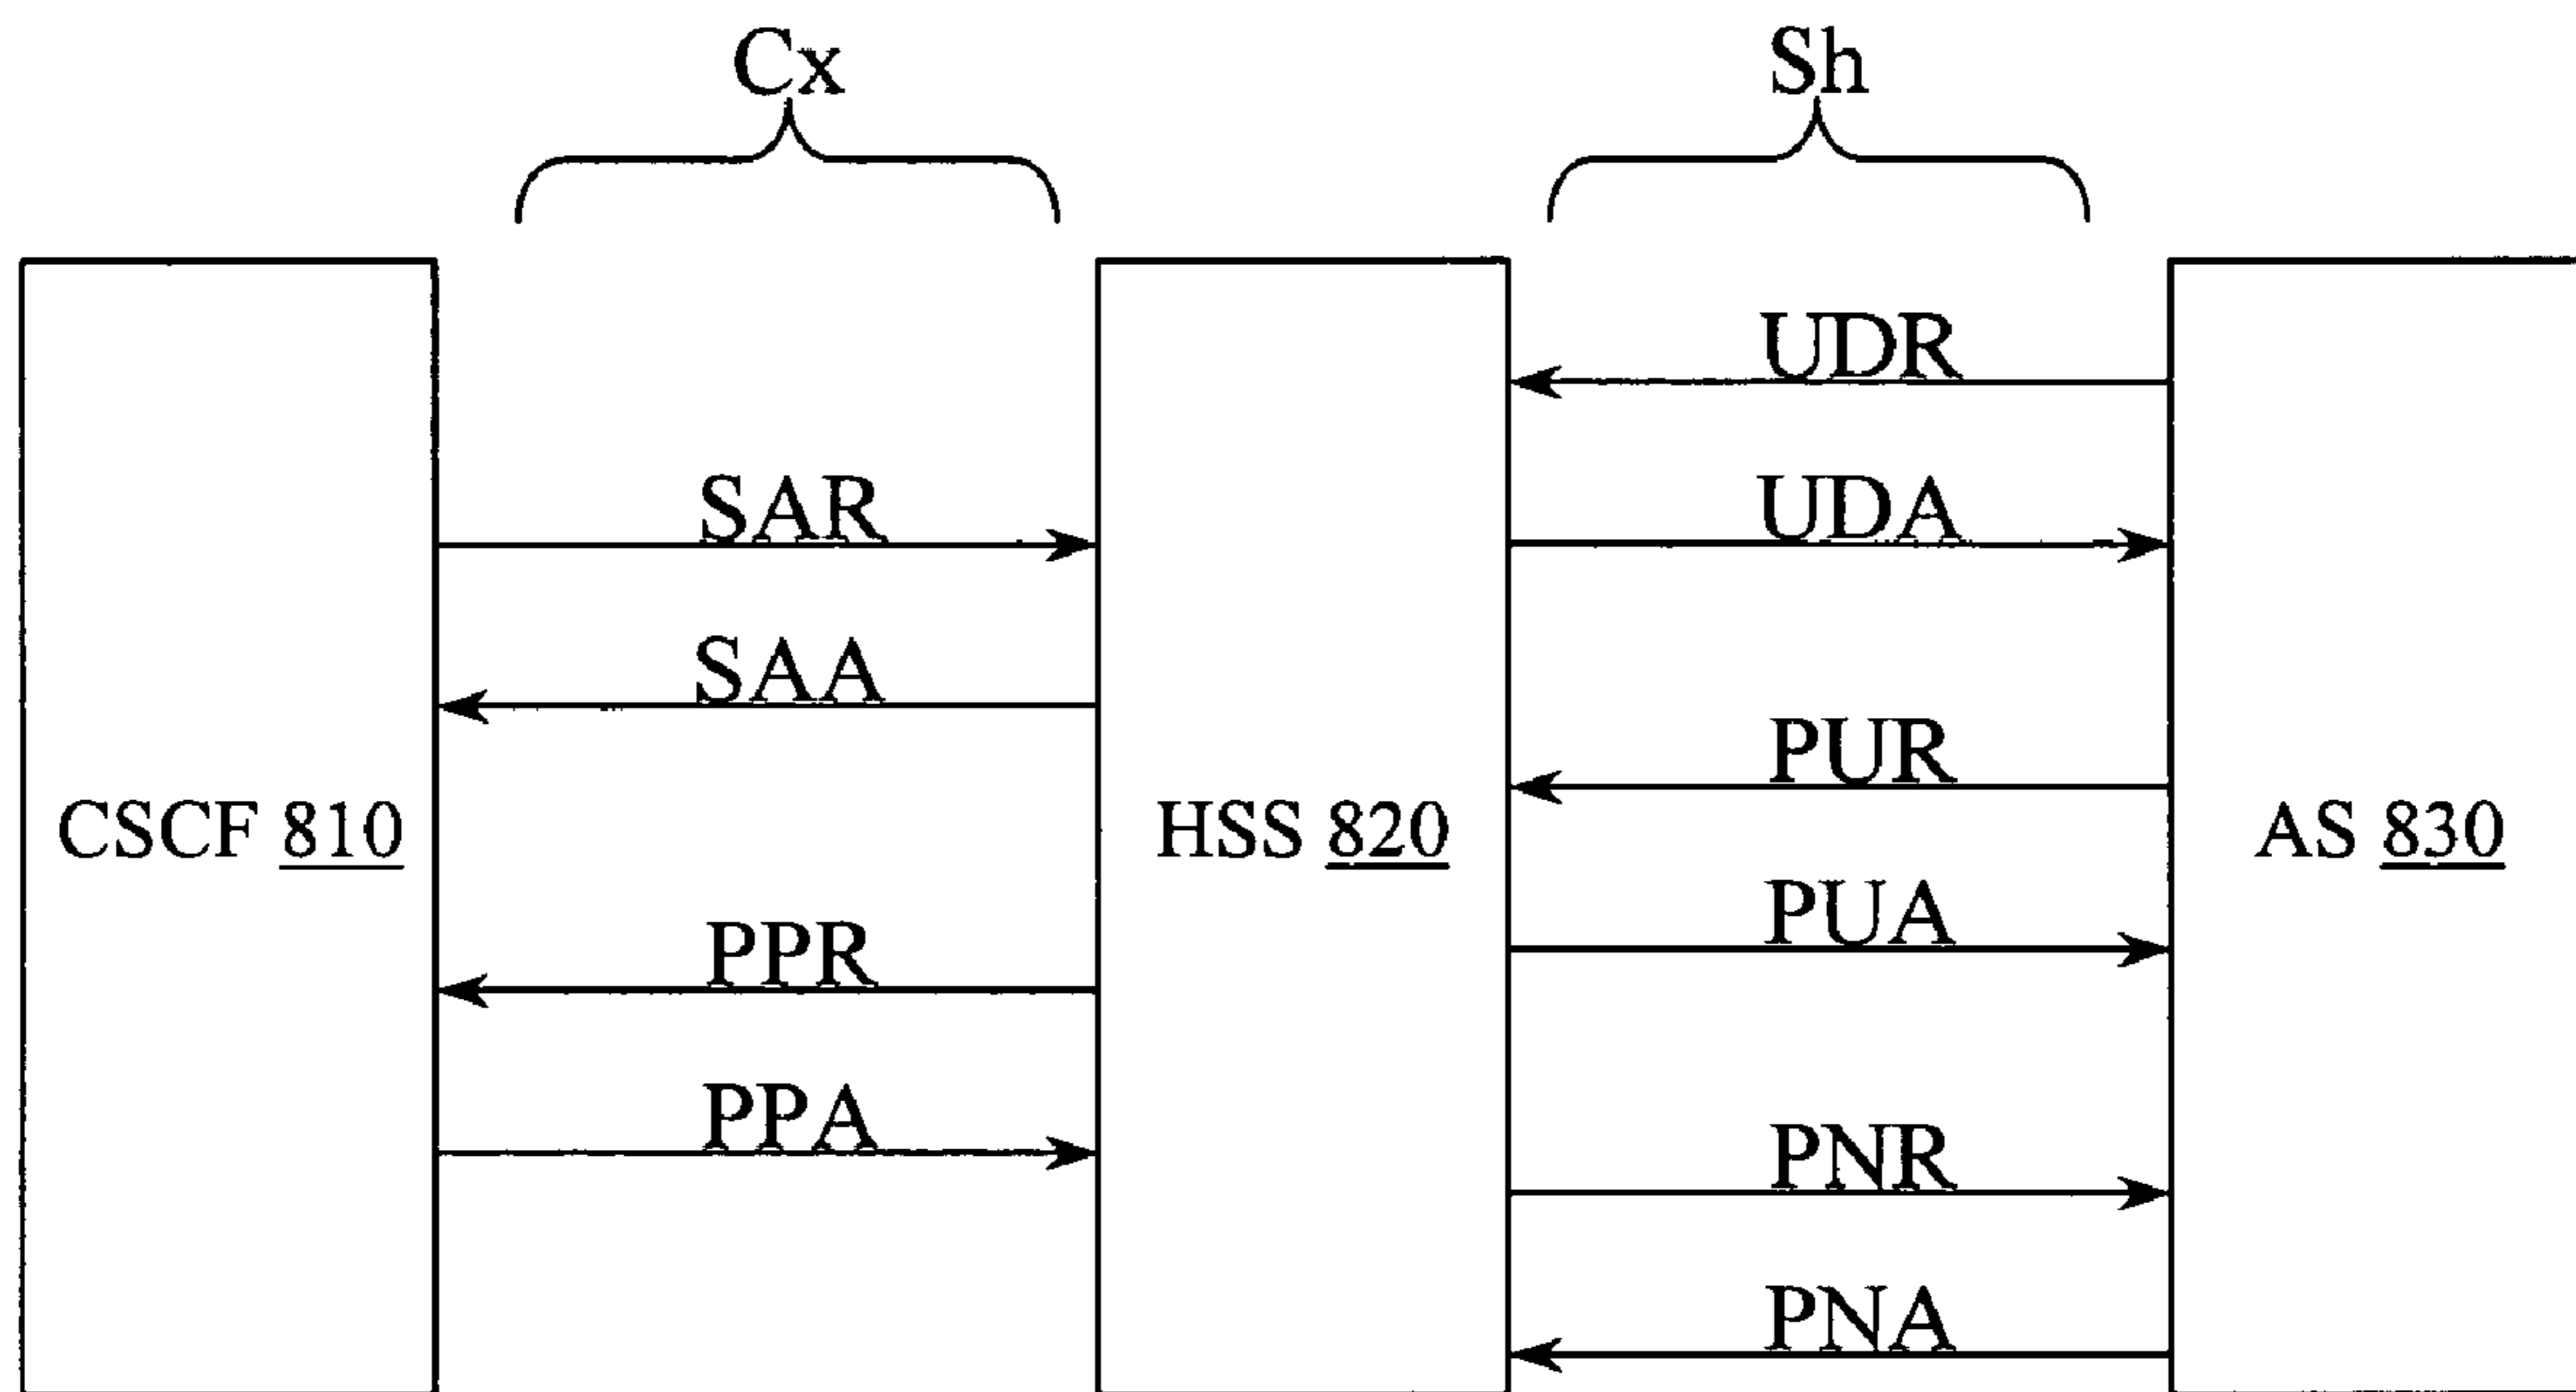 Cx
Sh
UDR
SAR
UDA
SAA
PUR
CSCF 810
HSS 820
AS 830
PPR
PUA
PPA
PNR
PNA